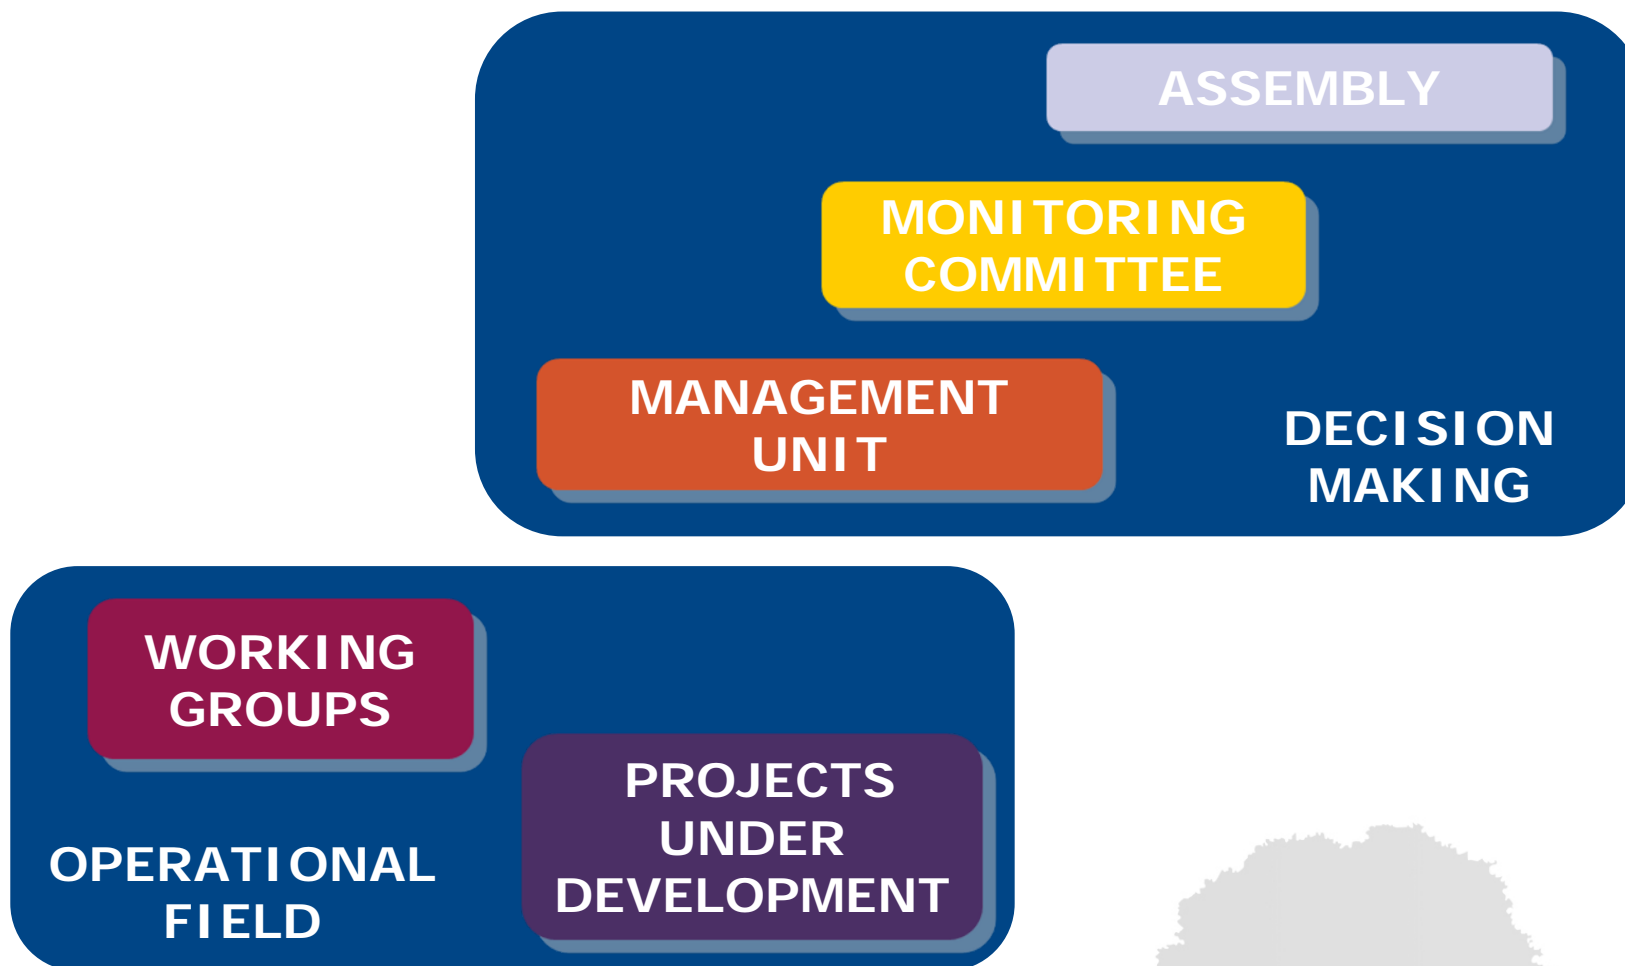 ASSEMBLY
MONITORING
COMMITTEE
MANAGEMENT
UNIT
DECISION
MAKING
WORKING
GROUPS
PROJECTS
UNDER
DEVELOPMENT
OPERATIONAL
FIELD